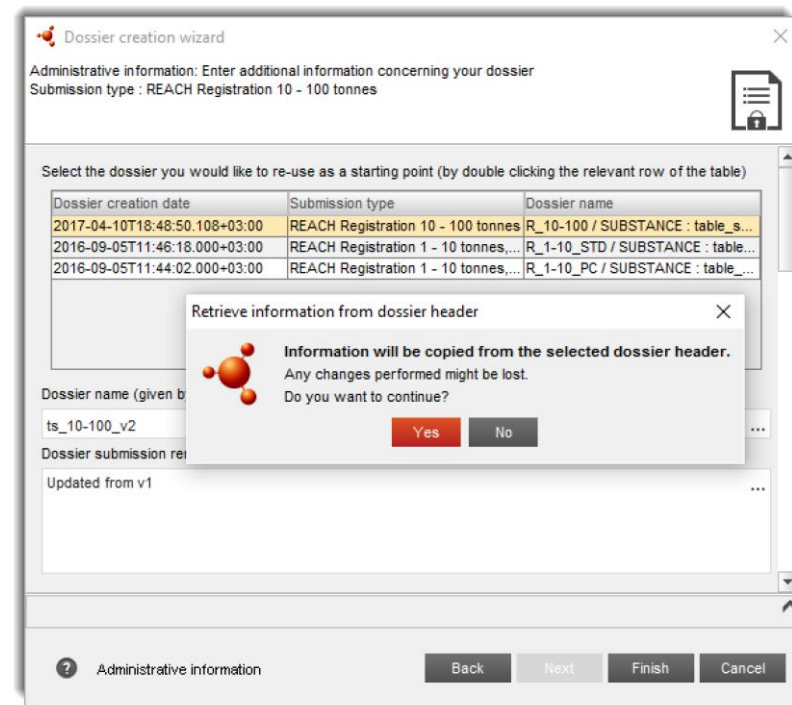 Dossier creation wizard
Administrative information: Enter additional information concerning your dossier
Submission type : REACH Registration 10 - 100 tonnes
Select the dossier you would like to re-use as a starting point (by double clicking the relevant row of the table)
Dossier creation date Submission type Dossier name
2017-04-10T18:48:50.108+03:00 REACH Registration 10 - 100 tonnes R_10-100 / SUBSTANCE : table_s...
2016-09-05T11:46:18.000+03:00 REACH Registration 1 - 10 tonnes,... R_1-10_STD / SUBSTANCE : table...
2016-09-05T11:44:02.000+03:00 REACH Registration 1 - 10 tonnes,... R_1-10_PC / SUBSTANCE : table_...
Retrieve information from dossier header
Information will be copied from the selected dossier header.
Any changes performed might be lost.
Do you want to continue?
Yes No
Dossier name (given b
ts_10-100_v2 ...
Dossier submission re
Updated from v1 ...
? Administrative information Back Next Finish Cancel